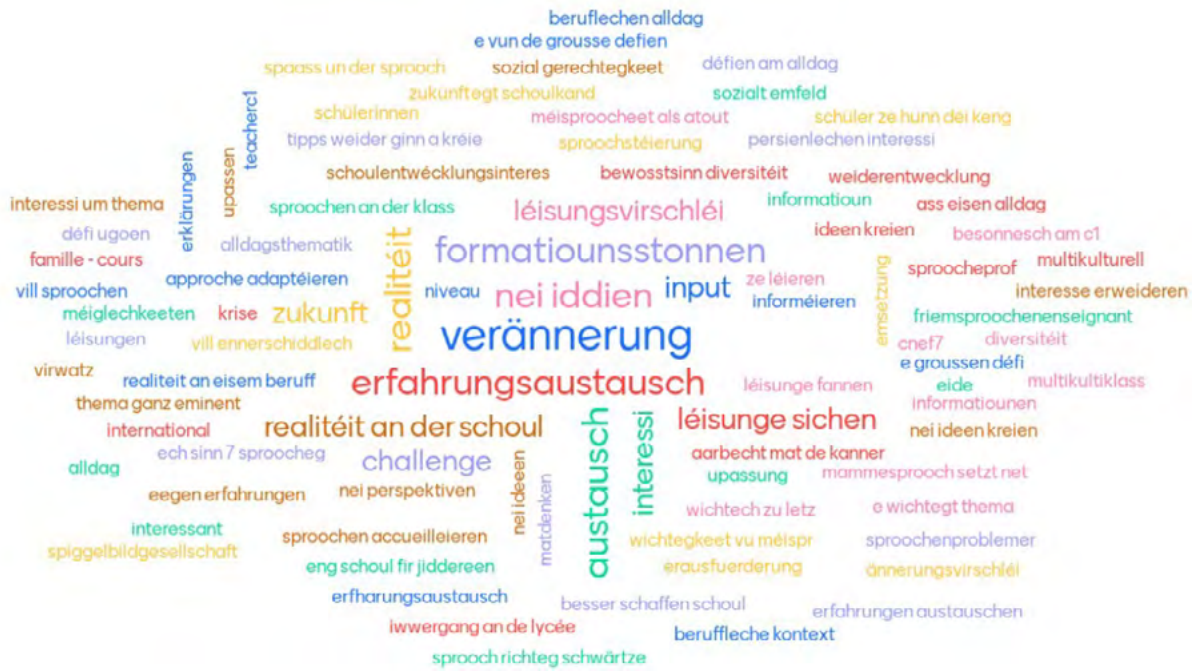 beruflechen alldag
e vun de grousse defien
spaass un der sprooch
sozial gerechtegkeet
défien am alldag
zukünftegt schoulkand
sozialt emfeld
teacherc1
schülerinnen
méisproocheet als atout
schüler ze hunn déi keng
tipps weider ginn a kréie
sproochstéierung
persienlechen interessi
erklärungen
upassen
schoulentwécklungsinteres
bewosstsinn diversitéit
weiderentwecklung
interessi um thema
sproochen an der klass
léisungsvirschléi
informatioun
ass eisen alldag
défi ugoen
alldagsthematik
realitéit
formatiounsstonnen
ideen kreien
besonnesch am c1
famille - cours
approche adaptéieren
sproocheprof
multikulturell
vill sproochen
niveau
nei iddien
input
ze léieren
informéieren
emsetzung
interesse erweideren
méiglechkeeten
krise
zukunft
friemsproochenenseignant
léisungen
vill ennerschiddlech
verännerung
cnef7
diversitéit
virwatz
realiteit an eisem beruff
erfahrungsaustausch
léisunge fannen
e groussen défi
eide
multikultiklass
thema ganz eminent
informatiounen
international
realitéit an der schoul
austausch
interessi
léisunge sichen
nei ideen kreien
alldag
ech sinn 7 sproocheg
challenge
nei ideeen
matdenken
aarbecht mat de kanner
upassung
mammesprooch setzt net
eegen erfahrungen
nei perspektiven
wichtech zu letz
e wichtegt thema
interessant
spiggelbildgesellschaft
sproochen accueilleieren
wichtegkeet vu méispr
sproochenproblemer
eng schoul fir jiddereen
erausfuerderung
ännerungsvirschléi
erfharungsaustausch
besser schaffen schoul
erfahrungen austauschen
iwwergang an de lycée
beruffleche kontext
sprooch richteg schwärtze